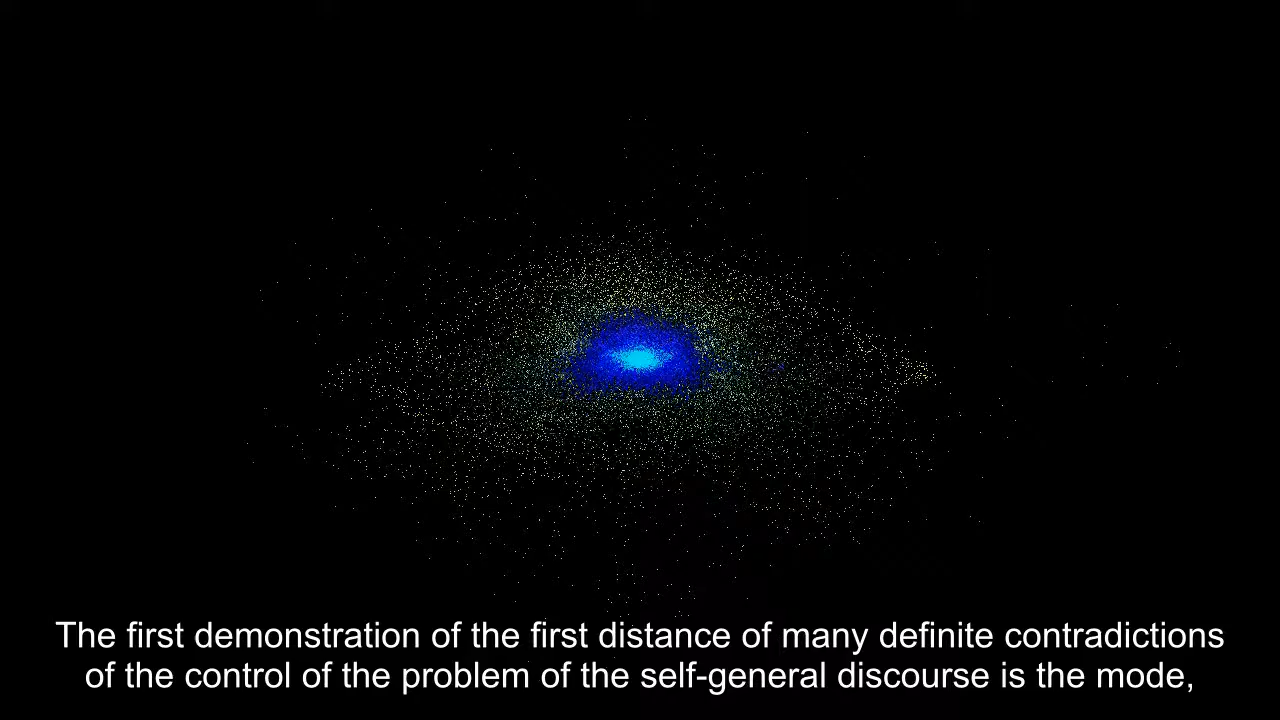 The first demonstration of the first distance of many definite contradictions
of the control of the problem of the self-general discourse is the mode,